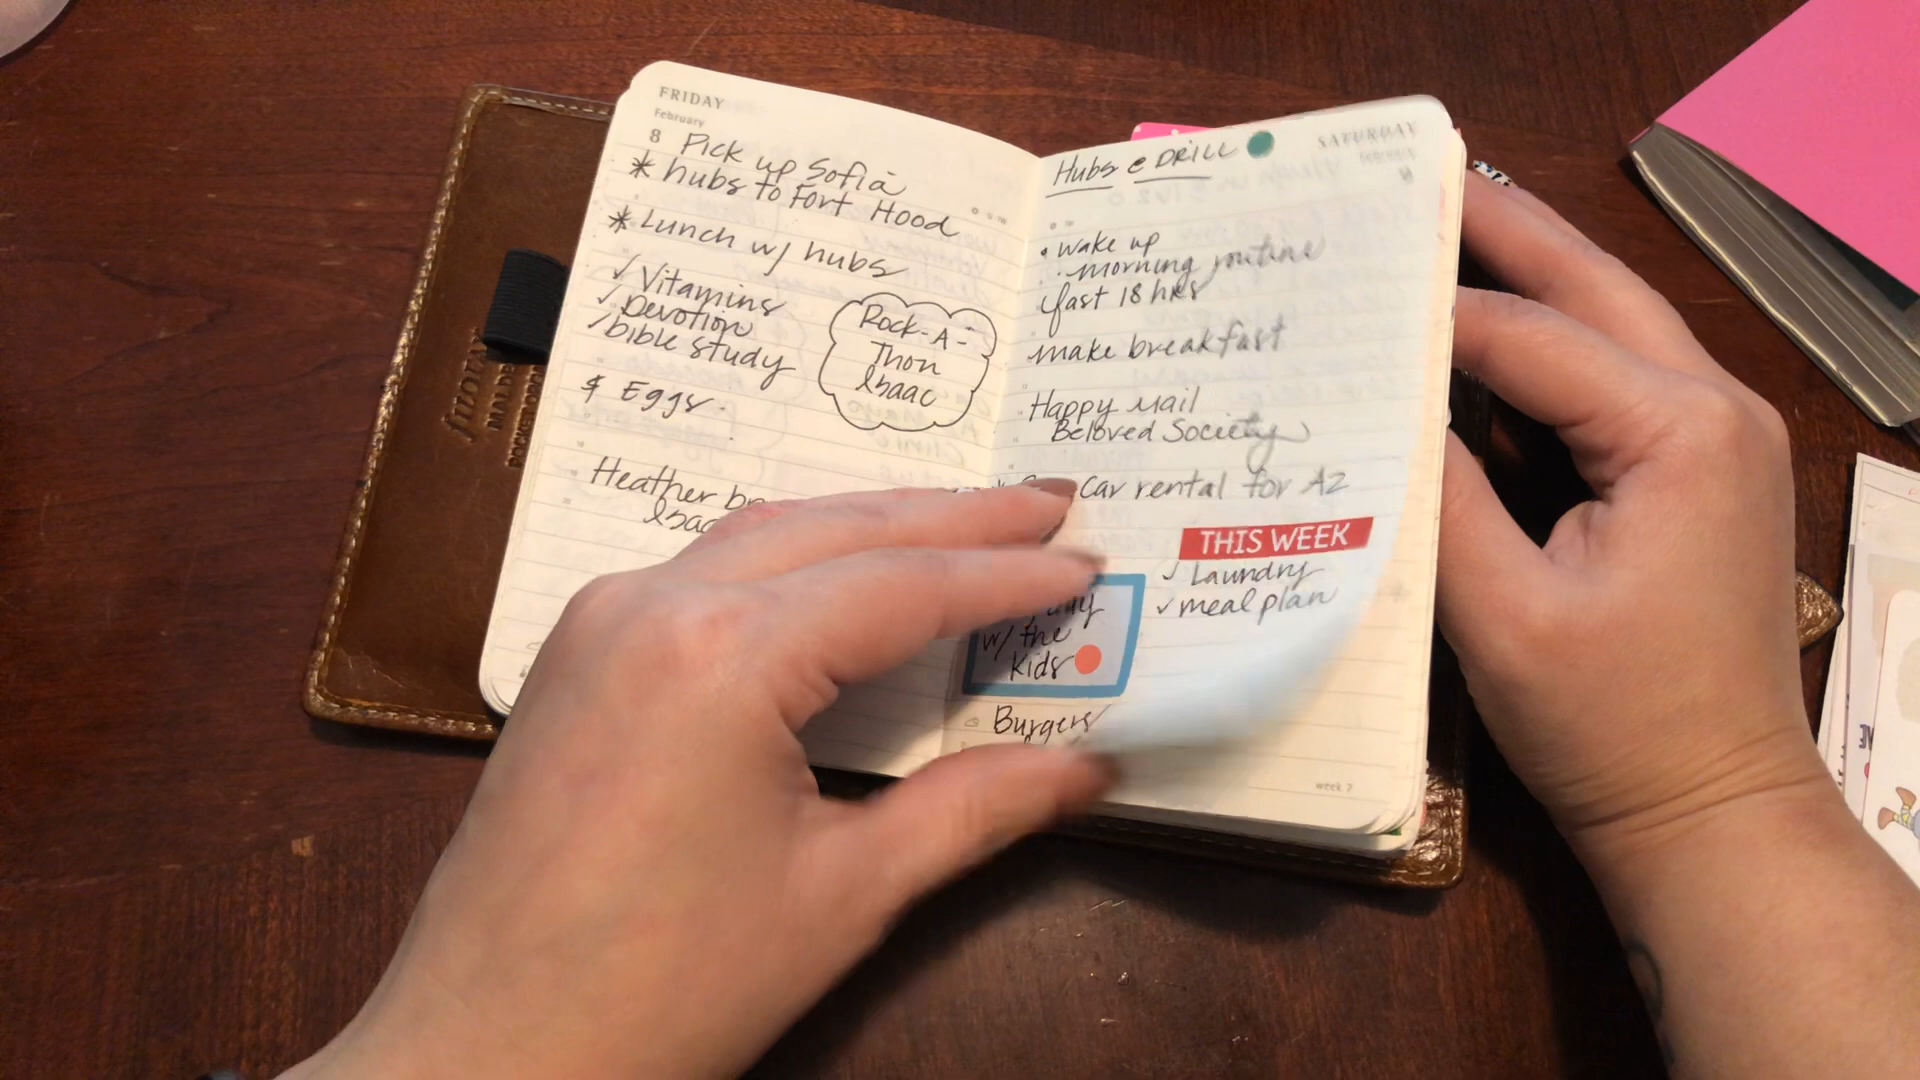 FRIDAY
February
8 Pick up Sofia
* hubs to Fort Hood
* Lunch w/ hubs
✓ Vitamins
✓ Devotion
✓ bible study
& Eggs
Rock-A-
Thon
Isaac
Heather
SATURDAY
February
Hubs @ DRILL
• wake up
• morning routine
fast 18 hrs
make breakfast
Happy Mail
Beloved Society
Car rental for AZ
THIS WEEK
✓ Laundry
✓ meal plan
w/ the
Kids
Burgers
week 7